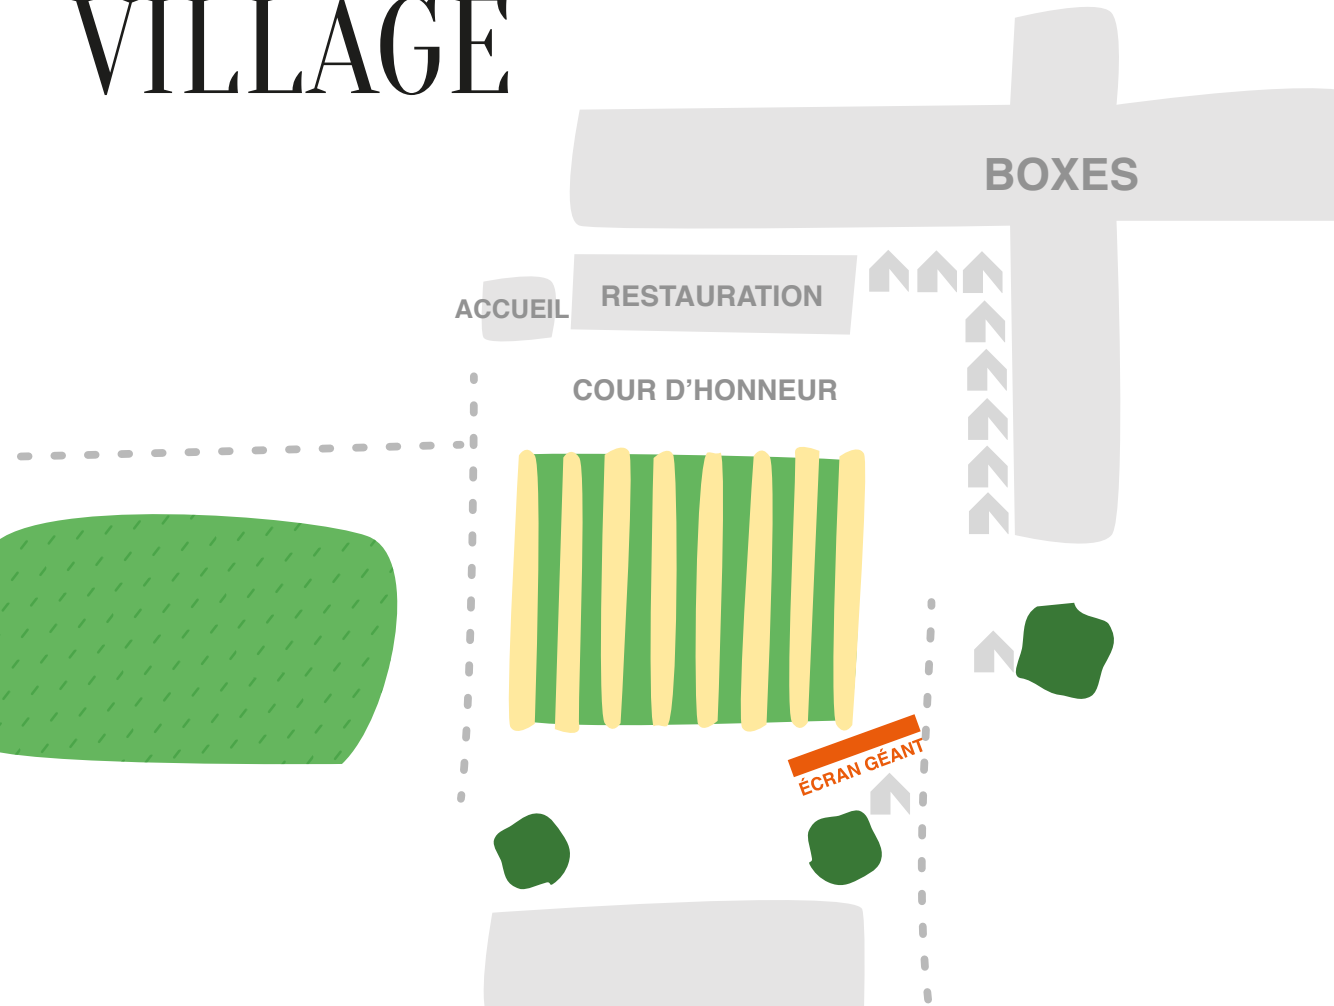 VILLAGE
BOXES
RESTAURATION
ACCUEIL
COUR D’HONNEUR
ÉCRAN GÉANT